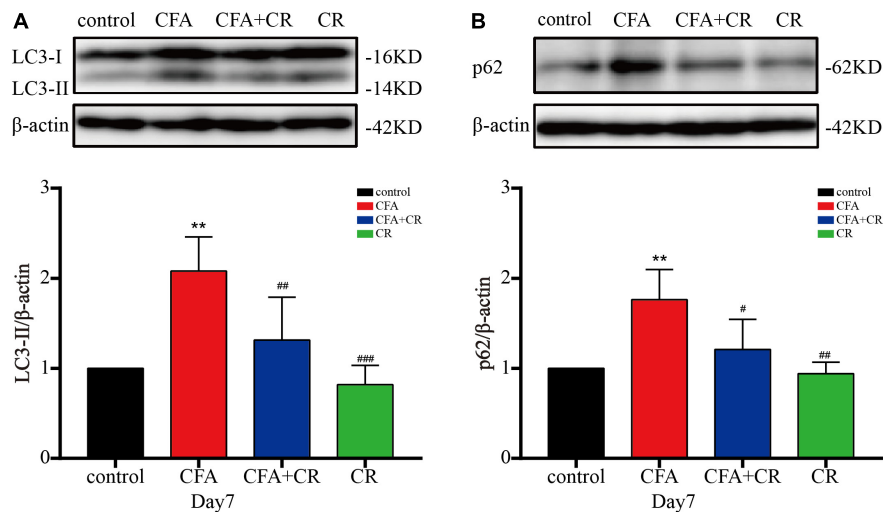 A
control CFA CFA+CR CR
LC3-I
-16KD
LC3-II
-14KD
β-actin
-42KD
3
2
1
0
LC3-II/β-actin
control
CFA
CFA+CR
CR
**
##
###
control CFA CFA+CR CR
Day7
B
control CFA CFA+CR CR
p62
-62KD
β-actin
-42KD
3
2
1
0
p62/β-actin
control
CFA
CFA+CR
CR
**
#
##
control CFA CFA+CR CR
Day7